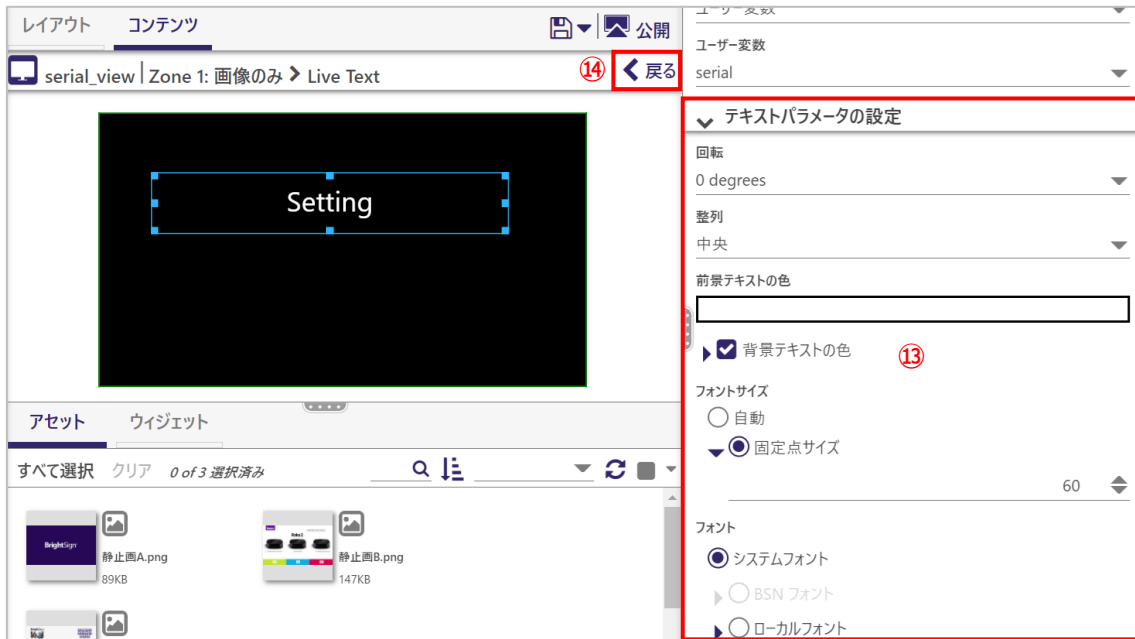 レイアウト コンテンツ 公開
serial_view Zone 1: 画像のみ Live Text ⑭ 戻る
Setting
アセット ウィジェット
すべて選択 クリア 0 of 3 選択済み
BrightSign
静止画A.png
89KB
静止画B.png
147KB
ユーザー変数
ユーザー変数
serial
テキストパラメータの設定
回転
0 degrees
整列
中央
前景テキストの色
背景テキストの色 ⑬
フォントサイズ
自動
固定点サイズ
60
フォント
システムフォント
BSN フォント
ローカルフォント